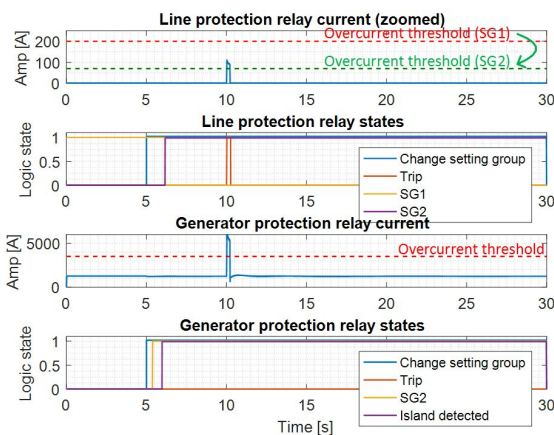 Line protection relay current (zoomed)
Amp [A]
200
100
0
Overcurrent threshold (SG1)
Overcurrent threshold (SG2)
0 5 10 15 20 25 30
Line protection relay states
Logic state
1
0.5
0
Change setting group
Trip
SG1
SG2
0 5 10 15 20 25 30
Generator protection relay current
Amp [A]
5000
0
Overcurrent threshold
0 5 10 15 20 25 30
Generator protection relay states
Logic state
1
0.5
0
Change setting group
Trip
SG2
Island detected
0 5 10 15 20 25 30
Time [s]